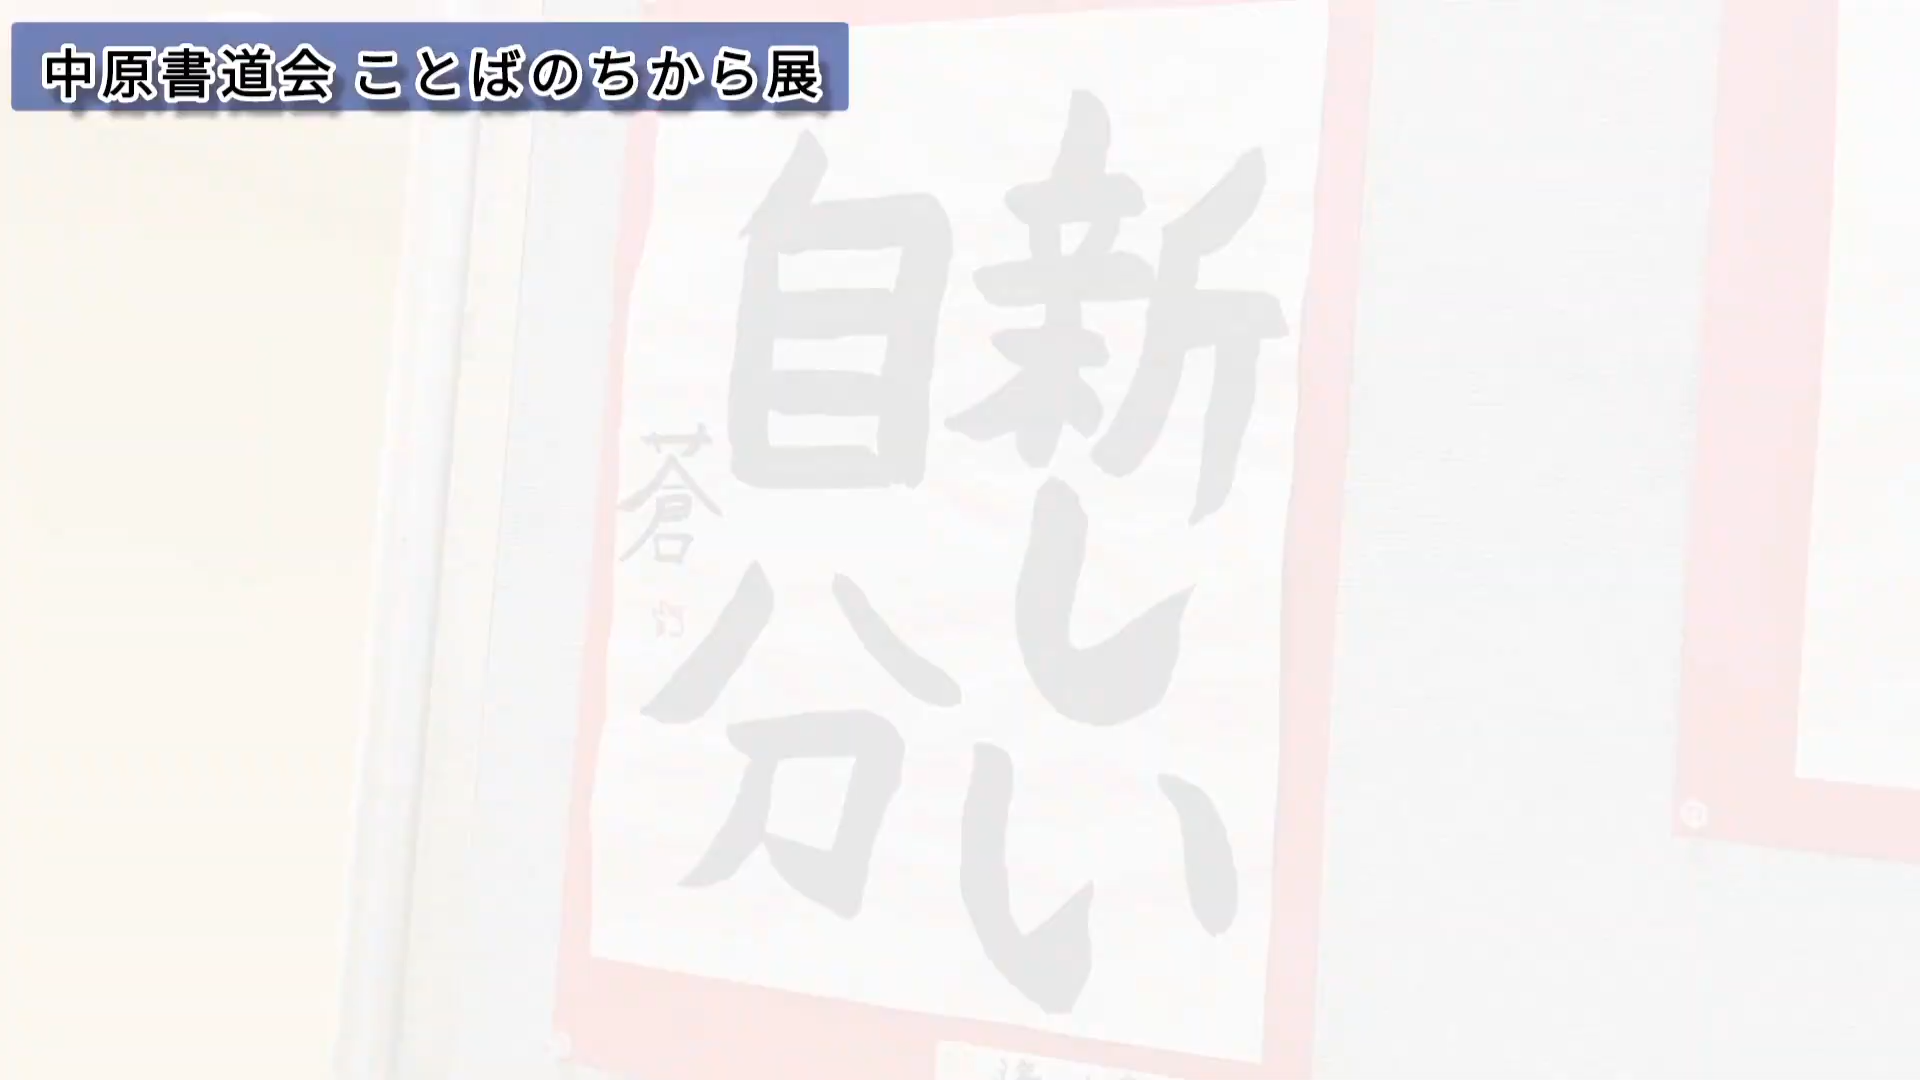 中原書道会 ことばのちから展
新しい
自分
蒼